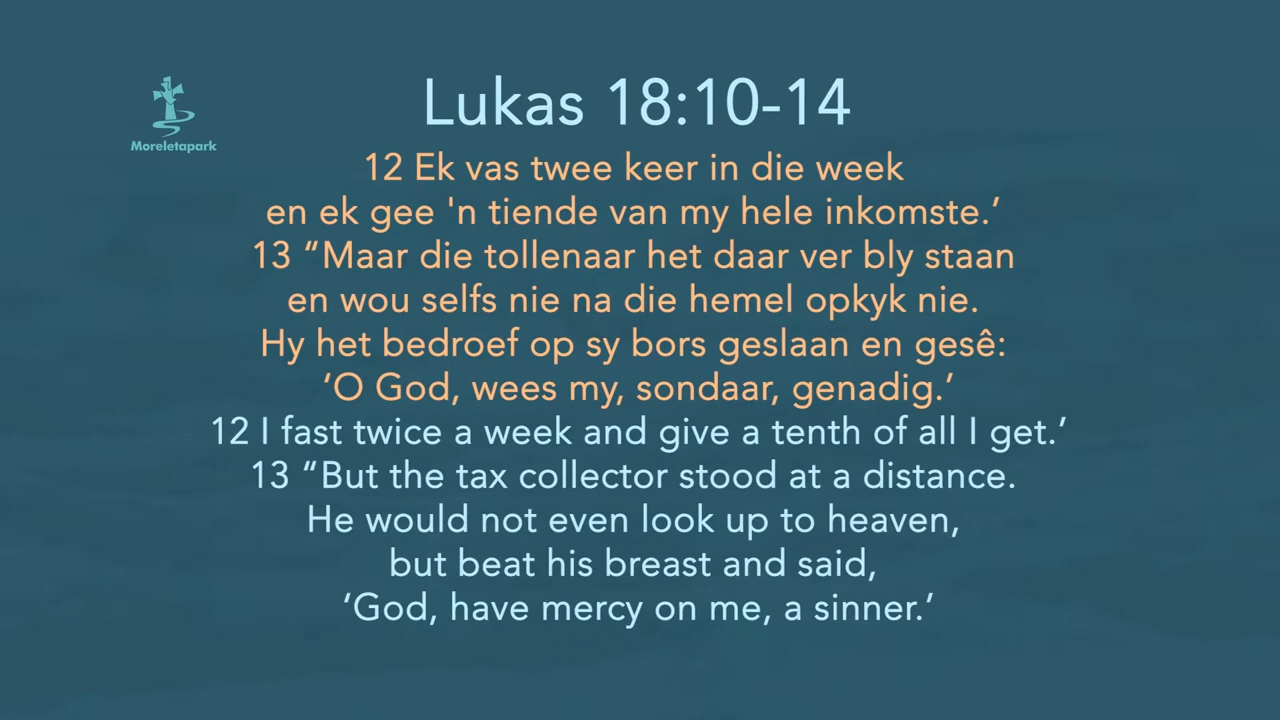 Moreletapark
Lukas 18:10-14
12 Ek vas twee keer in die week
en ek gee 'n tiende van my hele inkomste.’
13 “Maar die tollenaar het daar ver bly staan
en wou selfs nie na die hemel opkyk nie.
Hy het bedroef op sy bors geslaan en gesê:
‘O God, wees my, sondaar, genadig.’
12 I fast twice a week and give a tenth of all I get.’
13 “But the tax collector stood at a distance.
He would not even look up to heaven,
but beat his breast and said,
‘God, have mercy on me, a sinner.’